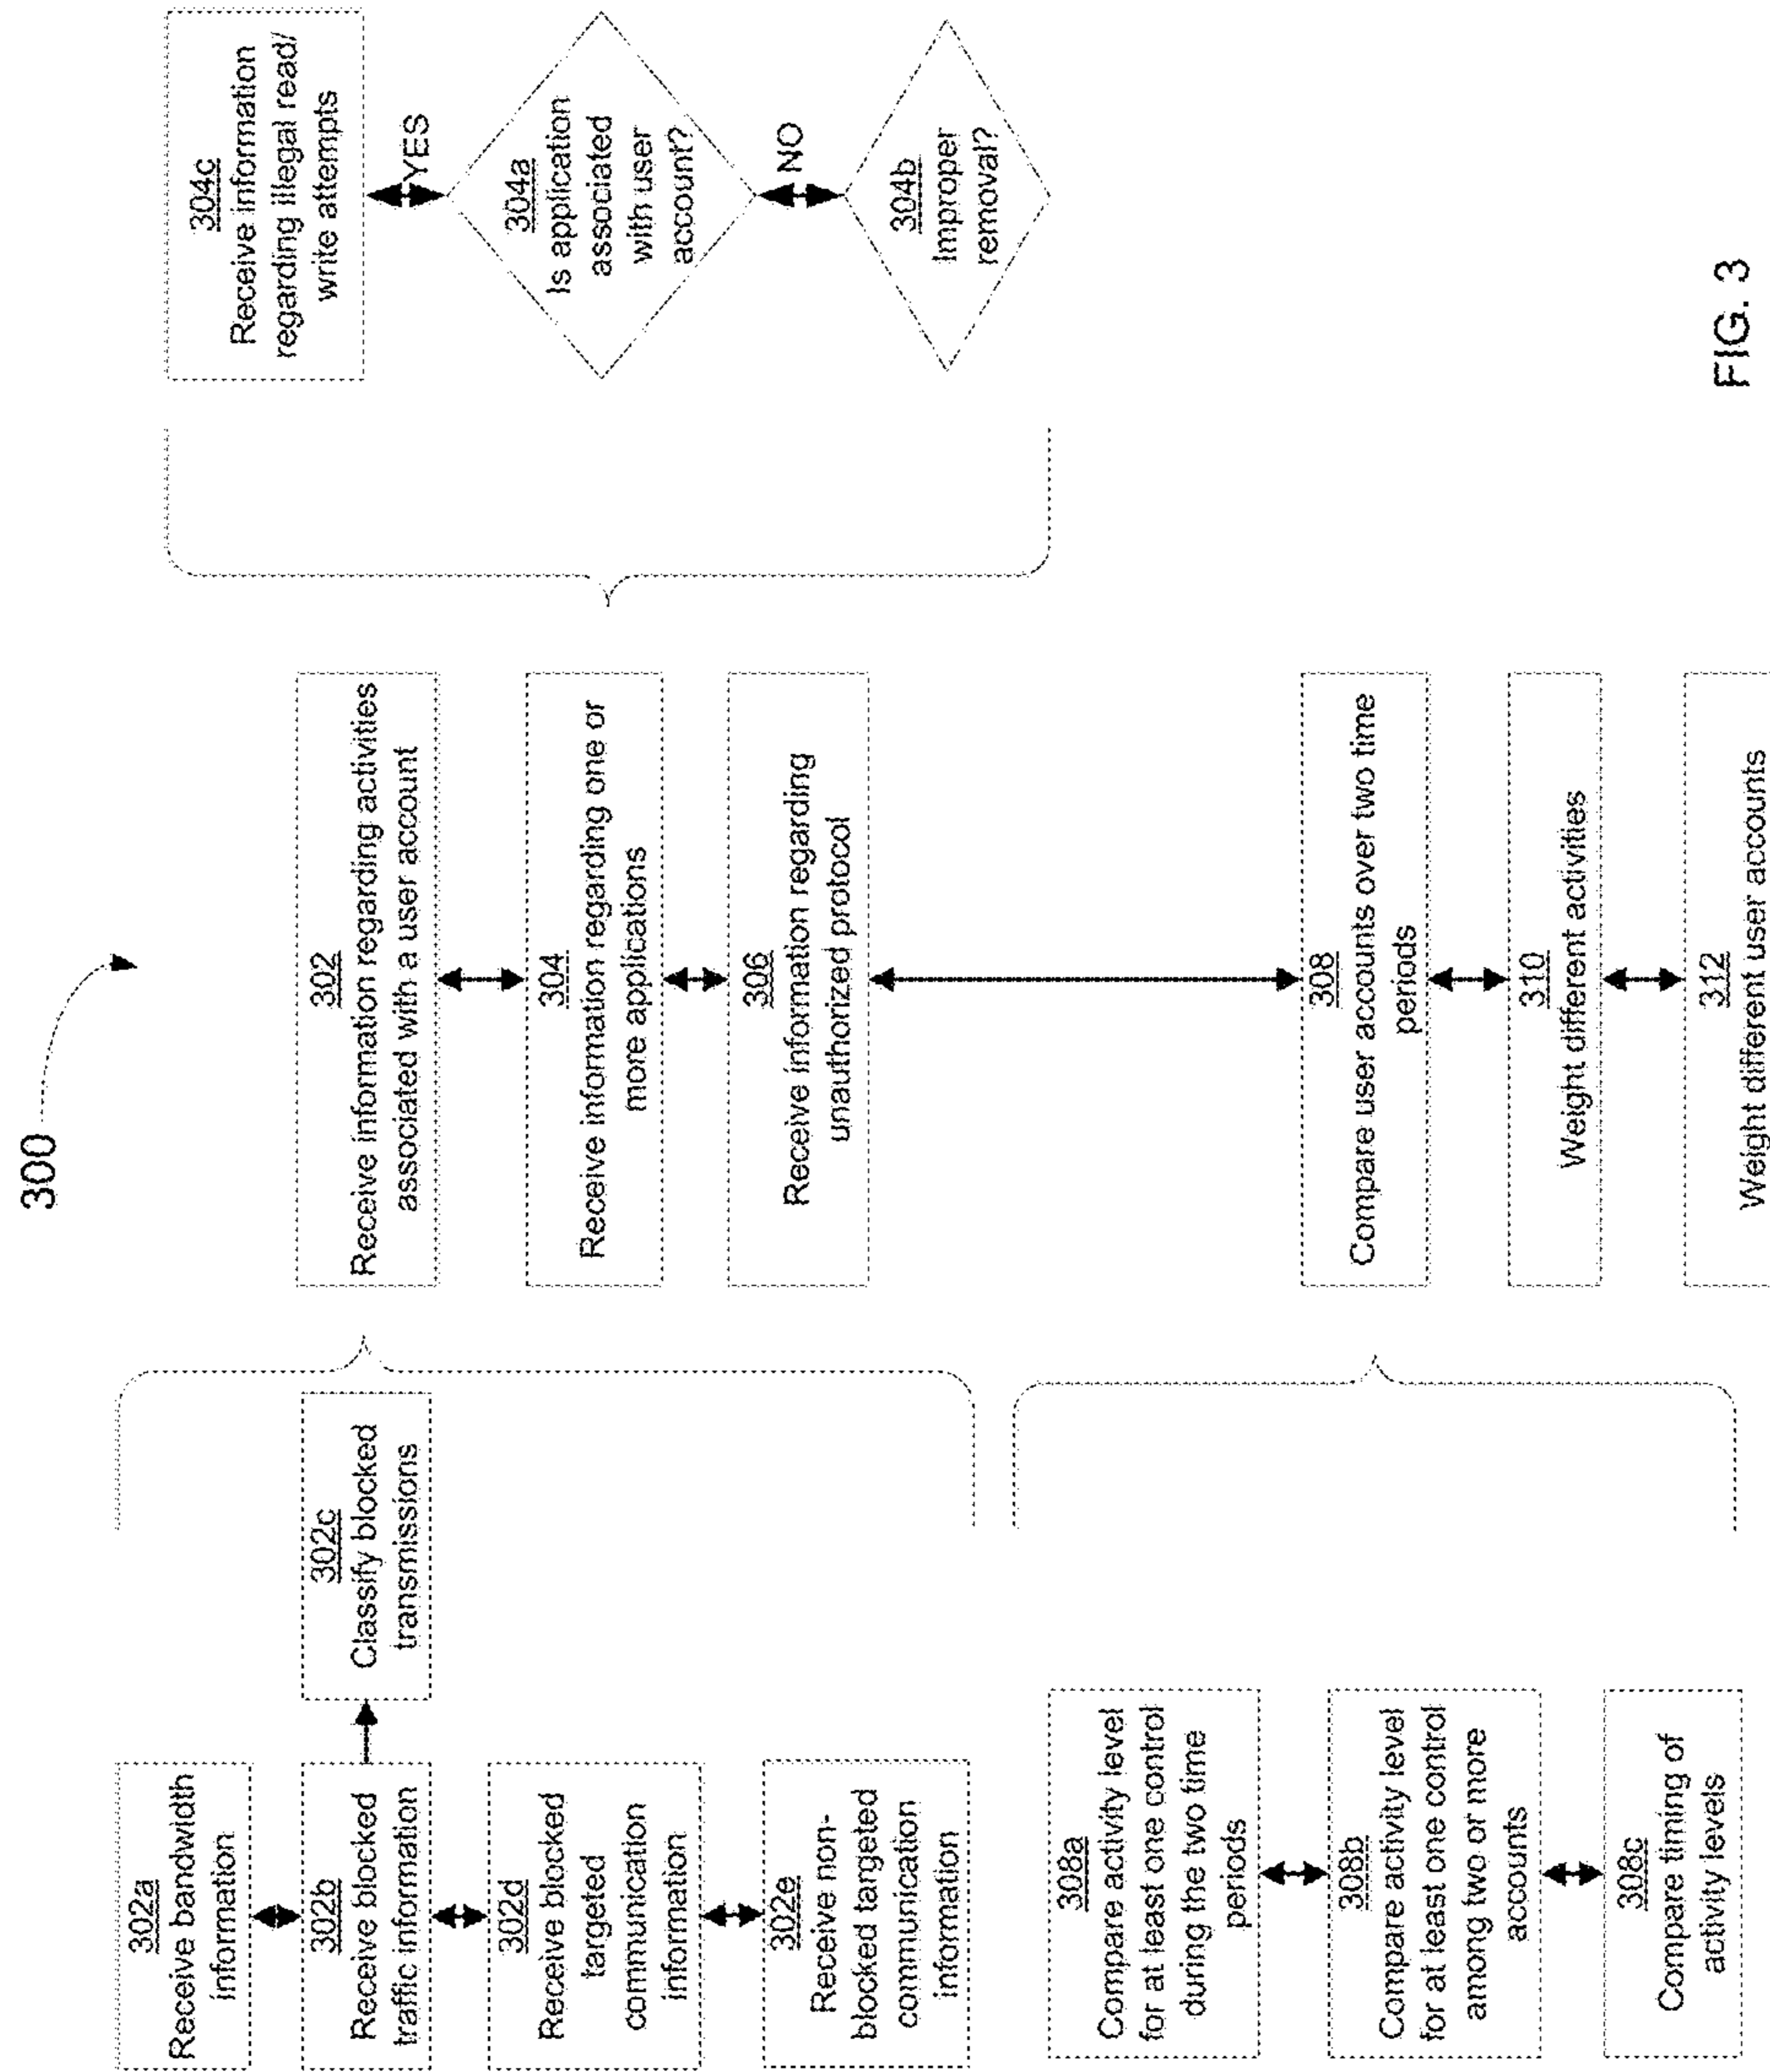 300
302a
Receive bandwidth
information
302b
Receive blocked
traffic information
302c
Classify blocked
transmissions
302d
Receive blocked
targeted
communication
information
302e
Receive non-
blocked targeted
communication
information
302
Receive information regarding activities
associated with a user account
304
Receive information regarding one or
more applications
306
Receive information regarding
unauthorized protocol
304c
Receive information
regarding illegal read/
write attempts
YES
304a
Is application
associated
with user
account?
NO
304b
Improper
removal?
308a
Compare activity level
for at least one control
during the two time
periods
308b
Compare activity level
for at least one control
among two or more
accounts
308c
Compare timing of
activity levels
308
Compare user accounts over two time
periods
310
Weight different activities
312
Weight different user accounts
FIG. 3